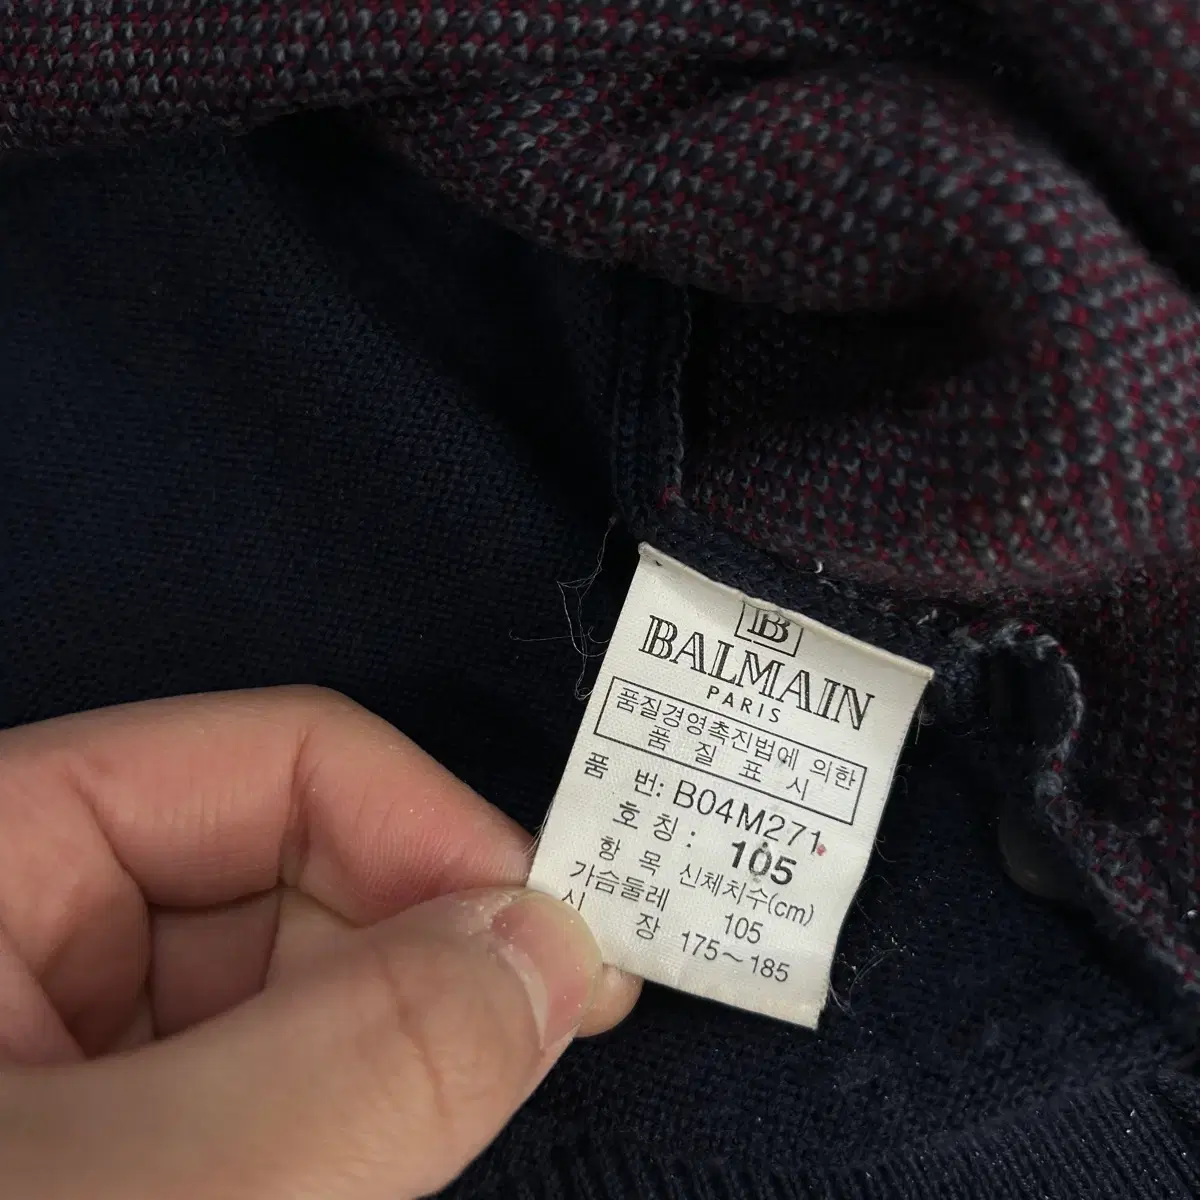 B
BALMAIN
PARIS
품질경영촉진법에 의한
품 질 표 시
품 번: B04M271
호 칭 : 105
항 목 신체치수(cm)
가슴둘레 105
신 장 175~185